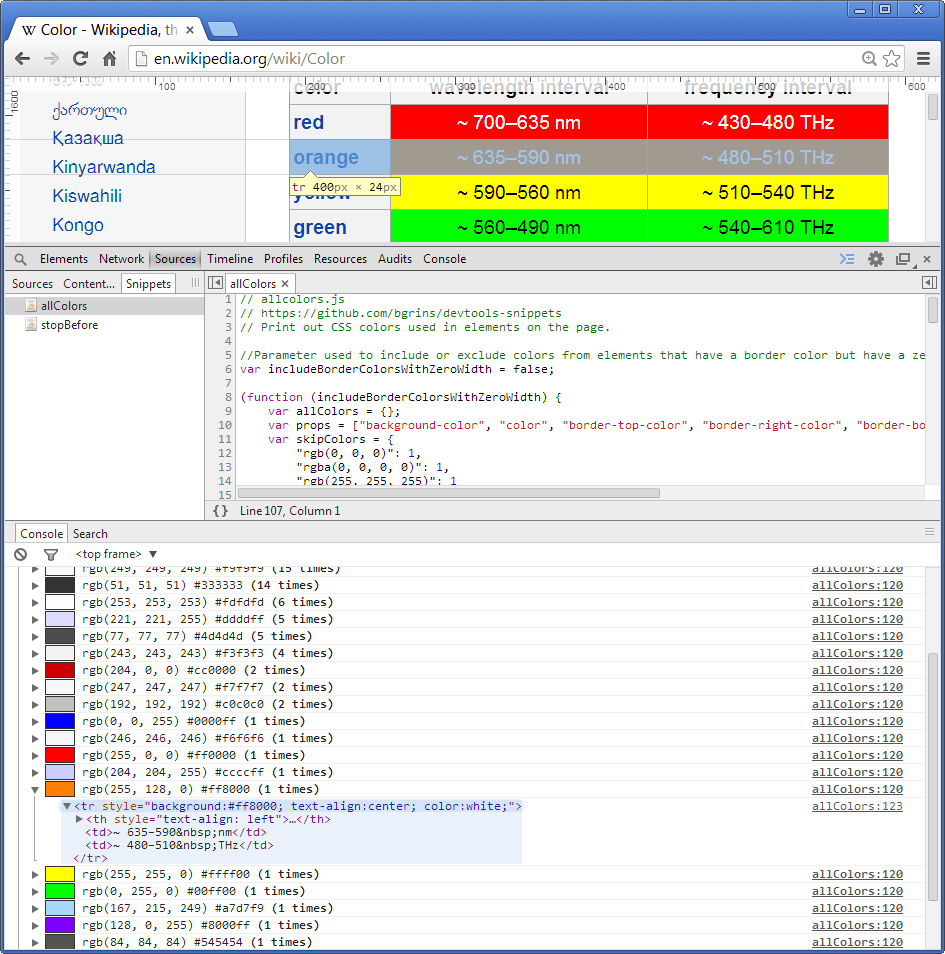 W Color - Wikipedia, th ×
en.wikipedia.org/wiki/Color
100 200 300 400 500 600
1600
color wavelength interval frequency interval
ქართული
Қазақша
Kinyarwanda
Kiswahili
Kongo
red ~ 700–635 nm ~ 430–480 THz
orange ~ 635–590 nm ~ 480–510 THz
tr 400px × 24px
yellow ~ 590–560 nm ~ 510–540 THz
green ~ 560–490 nm ~ 540–610 THz
Elements Network Sources Timeline Profiles Resources Audits Console
Sources Content... Snippets
allColors ×
allColors
stopBefore
1 // allcolors.js
2 // https://github.com/bgrins/devtools-snippets
3 // Print out CSS colors used in elements on the page.
4
5 //Parameter used to include or exclude colors from elements that have a border color but have a ze
6 var includeBorderColorsWithZeroWidth = false;
7
8 (function (includeBorderColorsWithZeroWidth) {
9 var allColors = {};
10 var props = ["background-color", "color", "border-top-color", "border-right-color", "border-bo
11 var skipColors = {
12 "rgb(0, 0, 0)": 1,
13 "rgba(0, 0, 0, 0)": 1,
14 "rgb(255, 255, 255)": 1
15
{} Line 107, Column 1
Console Search
<top frame> ▼
rgb(249, 249, 249) #f9f9f9 (15 times) allColors:120
rgb(51, 51, 51) #333333 (14 times) allColors:120
rgb(253, 253, 253) #fdfdfd (6 times) allColors:120
rgb(221, 221, 255) #ddddff (5 times) allColors:120
rgb(77, 77, 77) #4d4d4d (5 times) allColors:120
rgb(243, 243, 243) #f3f3f3 (4 times) allColors:120
rgb(204, 0, 0) #cc0000 (2 times) allColors:120
rgb(247, 247, 247) #f7f7f7 (2 times) allColors:120
rgb(192, 192, 192) #c0c0c0 (2 times) allColors:120
rgb(0, 0, 255) #0000ff (1 times) allColors:120
rgb(246, 246, 246) #f6f6f6 (1 times) allColors:120
rgb(255, 0, 0) #ff0000 (1 times) allColors:120
rgb(204, 204, 255) #ccccff (1 times) allColors:120
rgb(255, 128, 0) #ff8000 (1 times) allColors:120
<tr style="background:#ff8000; text-align:center; color:white;"> allColors:123
<th style="text-align: left">…</th>
<td>~ 635-590&nbsp;nm</td>
<td>~ 480-510&nbsp;THz</td>
</tr>
rgb(255, 255, 0) #ffff00 (1 times) allColors:120
rgb(0, 255, 0) #00ff00 (1 times) allColors:120
rgb(167, 215, 249) #a7d7f9 (1 times) allColors:120
rgb(128, 0, 255) #8000ff (1 times) allColors:120
rgb(84, 84, 84) #545454 (1 times) allColors:120